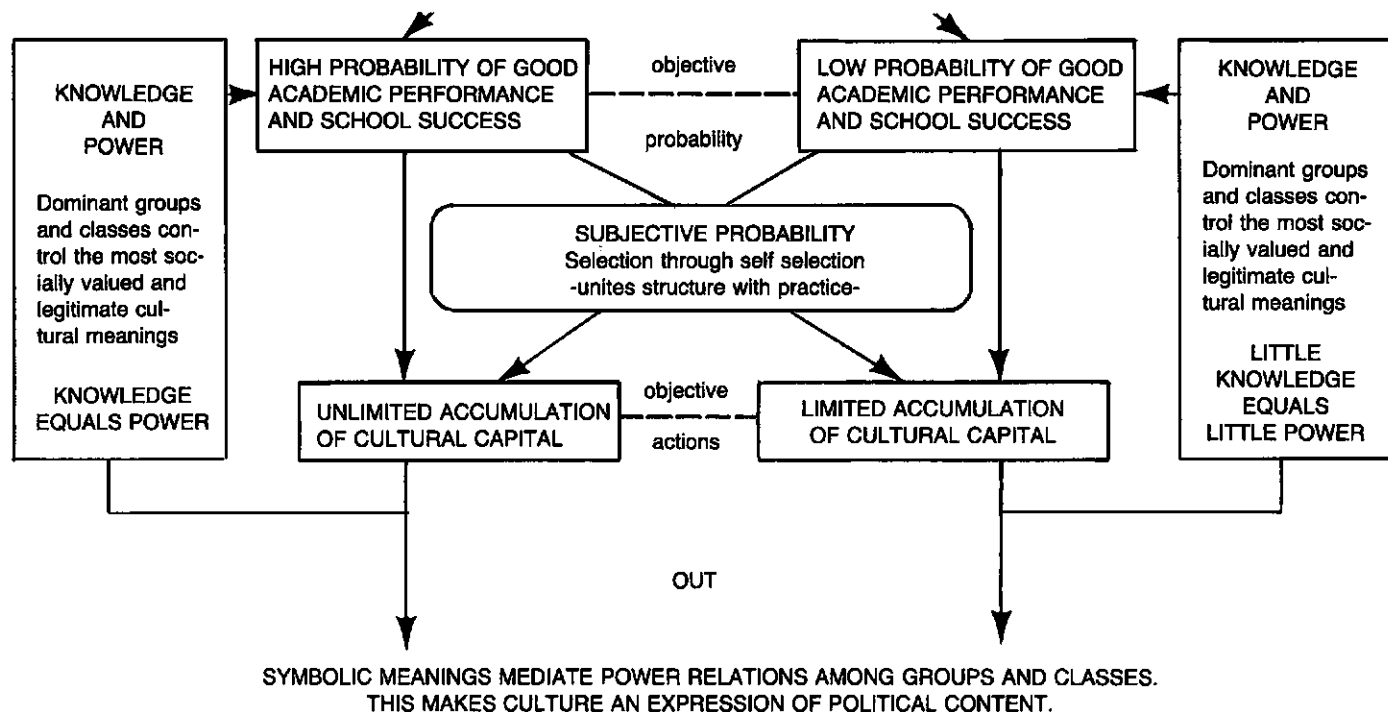 KNOWLEDGE
AND
POWER
Dominant groups
and classes con-
trol the most soc-
ially valued and
legitimate cul-
tural meanings
KNOWLEDGE
EQUALS POWER
HIGH PROBABILITY OF GOOD
ACADEMIC PERFORMANCE
AND SCHOOL SUCCESS
objective
probability
LOW PROBABILITY OF GOOD
ACADEMIC PERFORMANCE
AND SCHOOL SUCCESS
KNOWLEDGE
AND
POWER
Dominant groups
and classes con-
trol the most soc-
ially valued and
legitimate cul-
tural meanings
LITTLE
KNOWLEDGE
EQUALS
LITTLE POWER
SUBJECTIVE PROBABILITY
Selection through self selection
-unites structure with practice-
UNLIMITED ACCUMULATION
OF CULTURAL CAPITAL
objective
actions
LIMITED ACCUMULATION
OF CULTURAL CAPITAL
OUT
SYMBOLIC MEANINGS MEDIATE POWER RELATIONS AMONG GROUPS AND CLASSES.
THIS MAKES CULTURE AN EXPRESSION OF POLITICAL CONTENT.